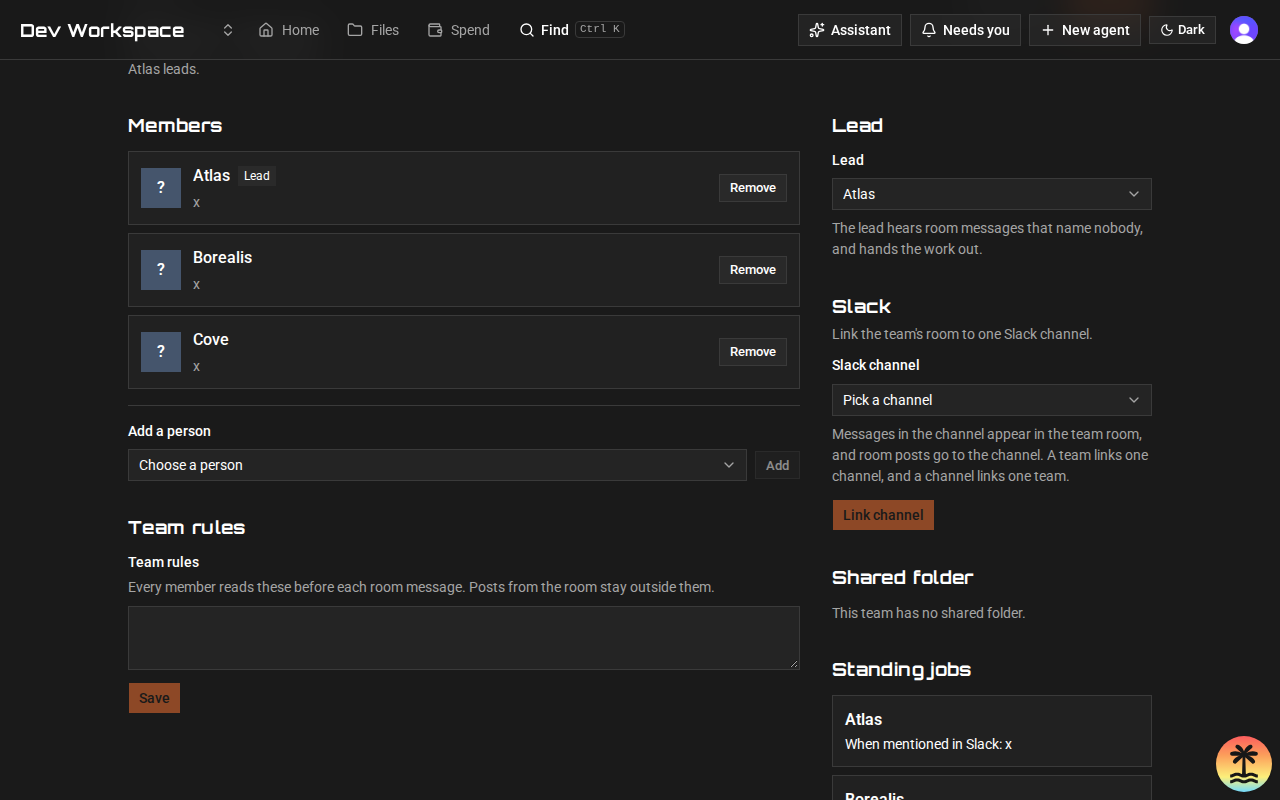 Dev Workspace
Home
Files
Spend
Find Ctrl K
Assistant
Needs you
New agent
Dark
Atlas leads.
Members
?
Atlas Lead
x
Remove
?
Borealis
x
Remove
?
Cove
x
Remove
Add a person
Choose a person
Add
Team rules
Team rules
Every member reads these before each room message. Posts from the room stay outside them.
Save
Lead
Lead
Atlas
The lead hears room messages that name nobody,
and hands the work out.
Slack
Link the team's room to one Slack channel.
Slack channel
Pick a channel
Messages in the channel appear in the team room,
and room posts go to the channel. A team links one
channel, and a channel links one team.
Link channel
Shared folder
This team has no shared folder.
Standing jobs
Atlas
When mentioned in Slack: x
Borealis